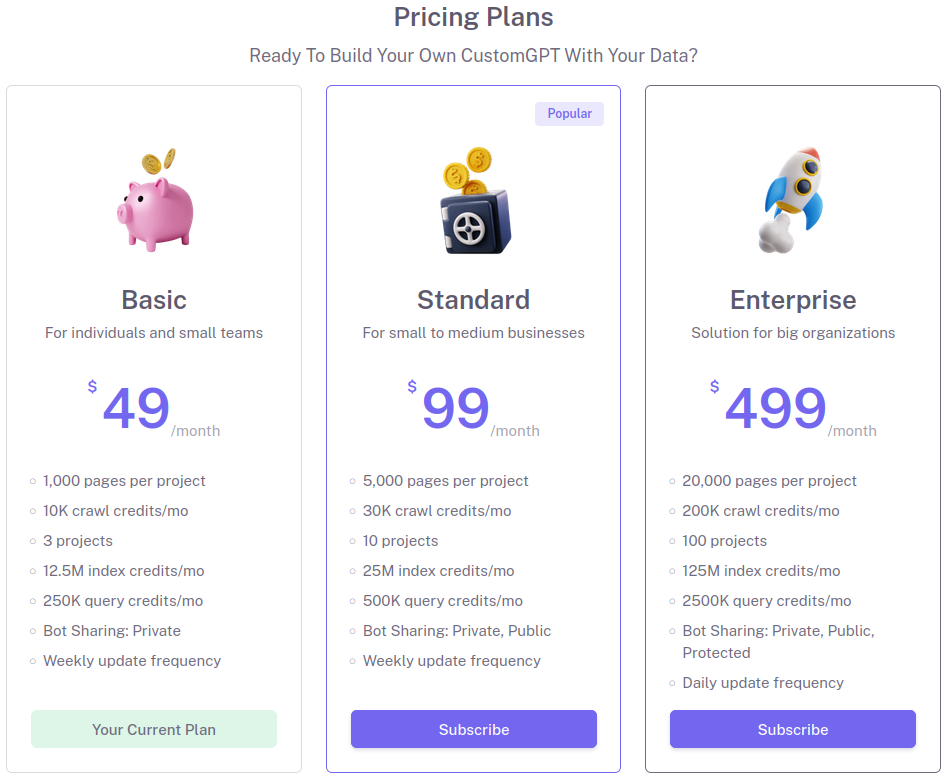 Pricing Plans
Ready To Build Your Own CustomGPT With Your Data?
Basic
For individuals and small teams
$49/month
1,000 pages per project
10K crawl credits/mo
3 projects
12.5M index credits/mo
250K query credits/mo
Bot Sharing: Private
Weekly update frequency
Your Current Plan
Popular
Standard
For small to medium businesses
$99/month
5,000 pages per project
30K crawl credits/mo
10 projects
25M index credits/mo
500K query credits/mo
Bot Sharing: Private, Public
Weekly update frequency
Subscribe
Enterprise
Solution for big organizations
$499/month
20,000 pages per project
200K crawl credits/mo
100 projects
125M index credits/mo
2500K query credits/mo
Bot Sharing: Private, Public,
Protected
Daily update frequency
Subscribe